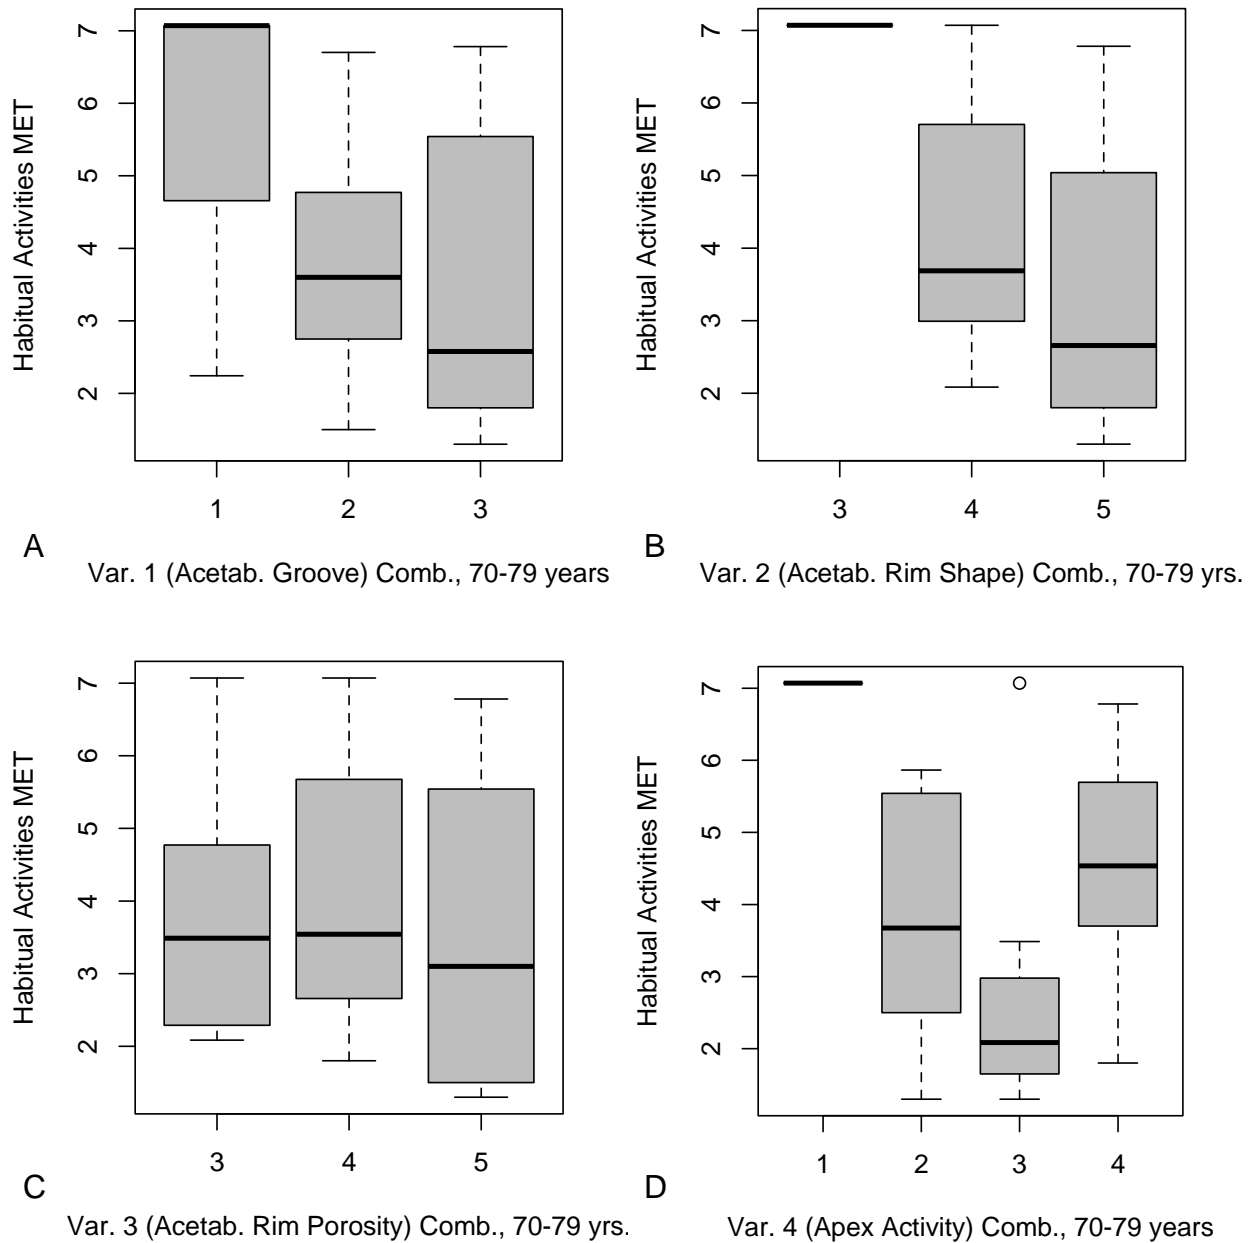 Habitual Activities MET
7
6
5
4
3
2
1 2 3
A
Var. 1 (Acetab. Groove) Comb., 70-79 years
Habitual Activities MET
7
6
5
4
3
2
3 4 5
B
Var. 2 (Acetab. Rim Shape) Comb., 70-79 yrs.
Habitual Activities MET
7
6
5
4
3
2
3 4 5
C
Var. 3 (Acetab. Rim Porosity) Comb., 70-79 yrs.
Habitual Activities MET
7
6
5
4
3
2
1 2 3 4
D
Var. 4 (Apex Activity) Comb., 70-79 years